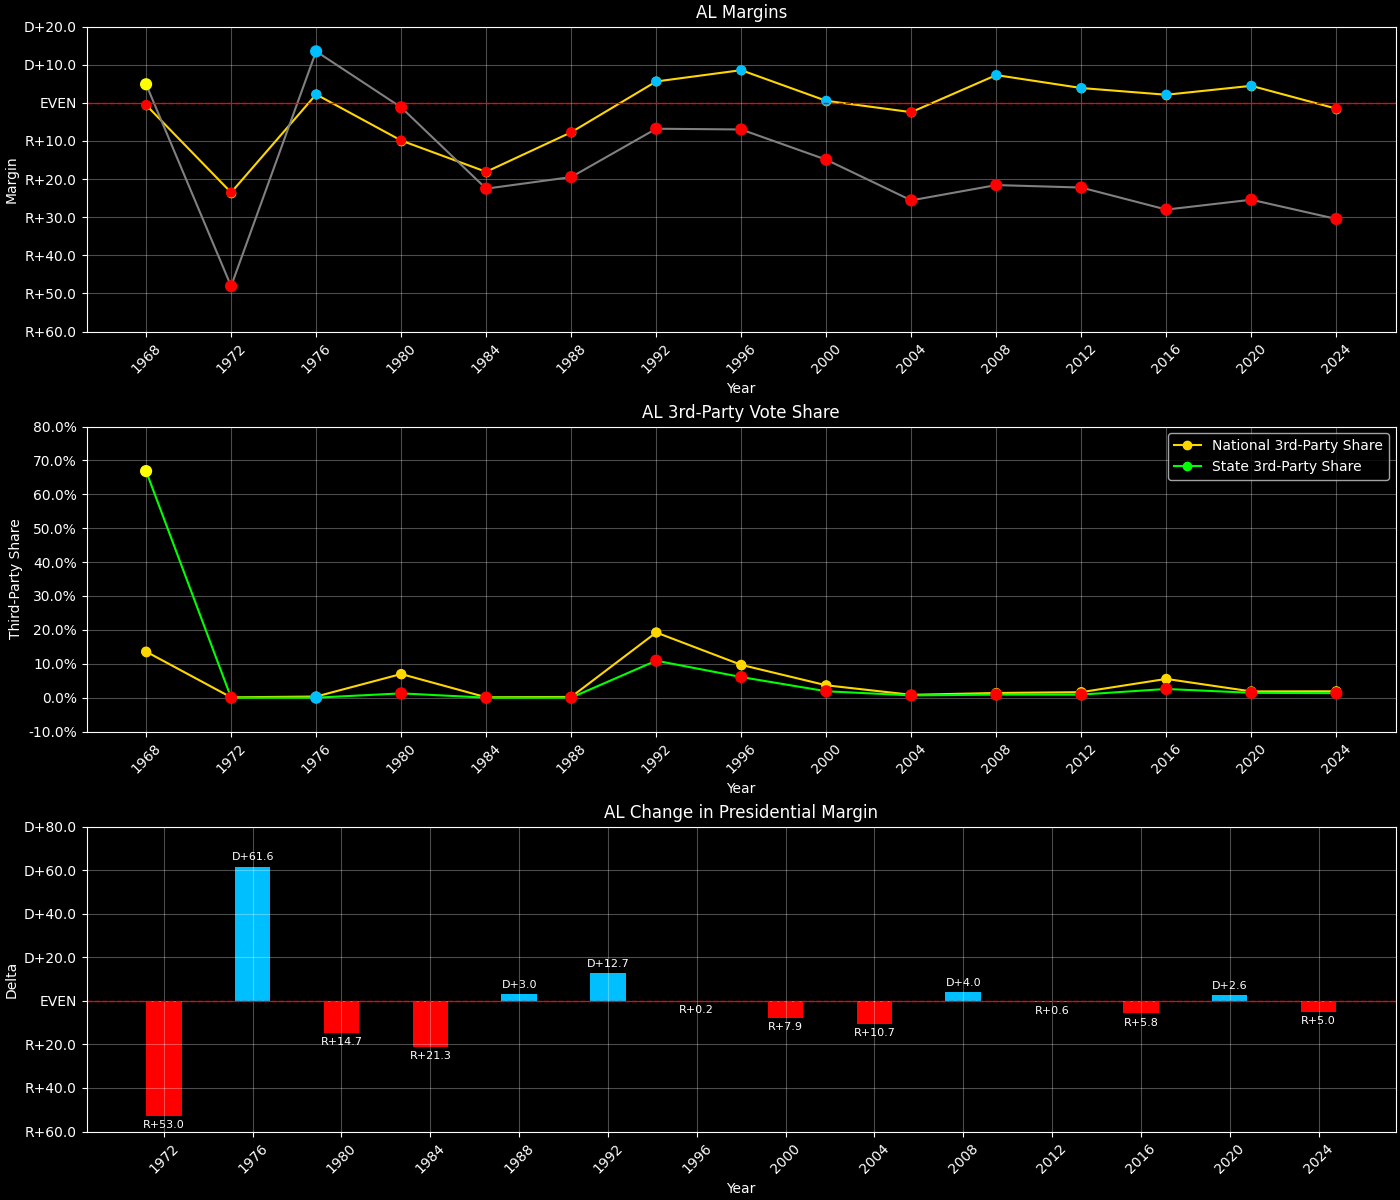 AL Margins
D+20.0
D+10.0
EVEN
R+10.0
R+20.0
R+30.0
R+40.0
R+50.0
R+60.0
Margin
1968 1972 1976 1980 1984 1988 1992 1996 2000 2004 2008 2012 2016 2020 2024
Year
AL 3rd-Party Vote Share
80.0%
70.0%
60.0%
50.0%
40.0%
30.0%
20.0%
10.0%
0.0%
-10.0%
Third-Party Share
National 3rd-Party Share
State 3rd-Party Share
1968 1972 1976 1980 1984 1988 1992 1996 2000 2004 2008 2012 2016 2020 2024
Year
AL Change in Presidential Margin
D+80.0
D+60.0
D+40.0
D+20.0
EVEN
R+20.0
R+40.0
R+60.0
Delta
R+53.0
D+61.6
R+14.7
R+21.3
D+3.0
D+12.7
R+0.2
R+7.9
R+10.7
D+4.0
R+0.6
R+5.8
D+2.6
R+5.0
1972 1976 1980 1984 1988 1992 1996 2000 2004 2008 2012 2016 2020 2024
Year